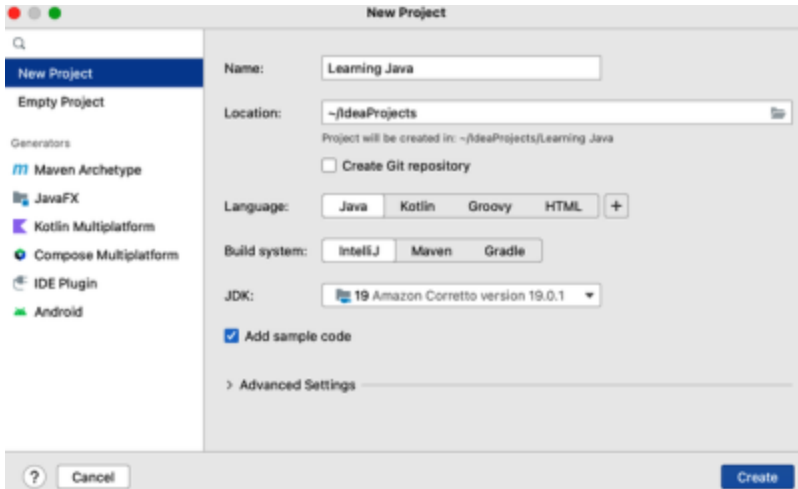 New Project
New Project
Empty Project
Generators
Maven Archetype
JavaFX
Kotlin Multiplatform
Compose Multiplatform
IDE Plugin
Android
Name: Learning Java
Location: ~/IdeaProjects
Project will be created in: ~/IdeaProjects/Learning Java
Create Git repository
Language: Java Kotlin Groovy HTML +
Build system: IntelliJ Maven Gradle
JDK: 19 Amazon Corretto version 19.0.1
Add sample code
> Advanced Settings
? Cancel Create